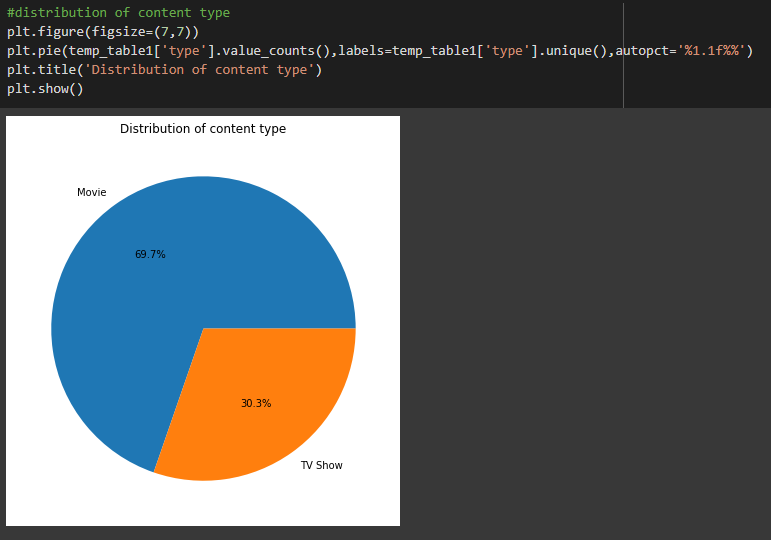 #distribution of content type
plt.figure(figsize=(7,7))
plt.pie(temp_table1['type'].value_counts(),labels=temp_table1['type'].unique(),autopct='%1.1f%%')
plt.title('Distribution of content type')
plt.show()
Distribution of content type
Movie
69.7%
30.3%
TV Show